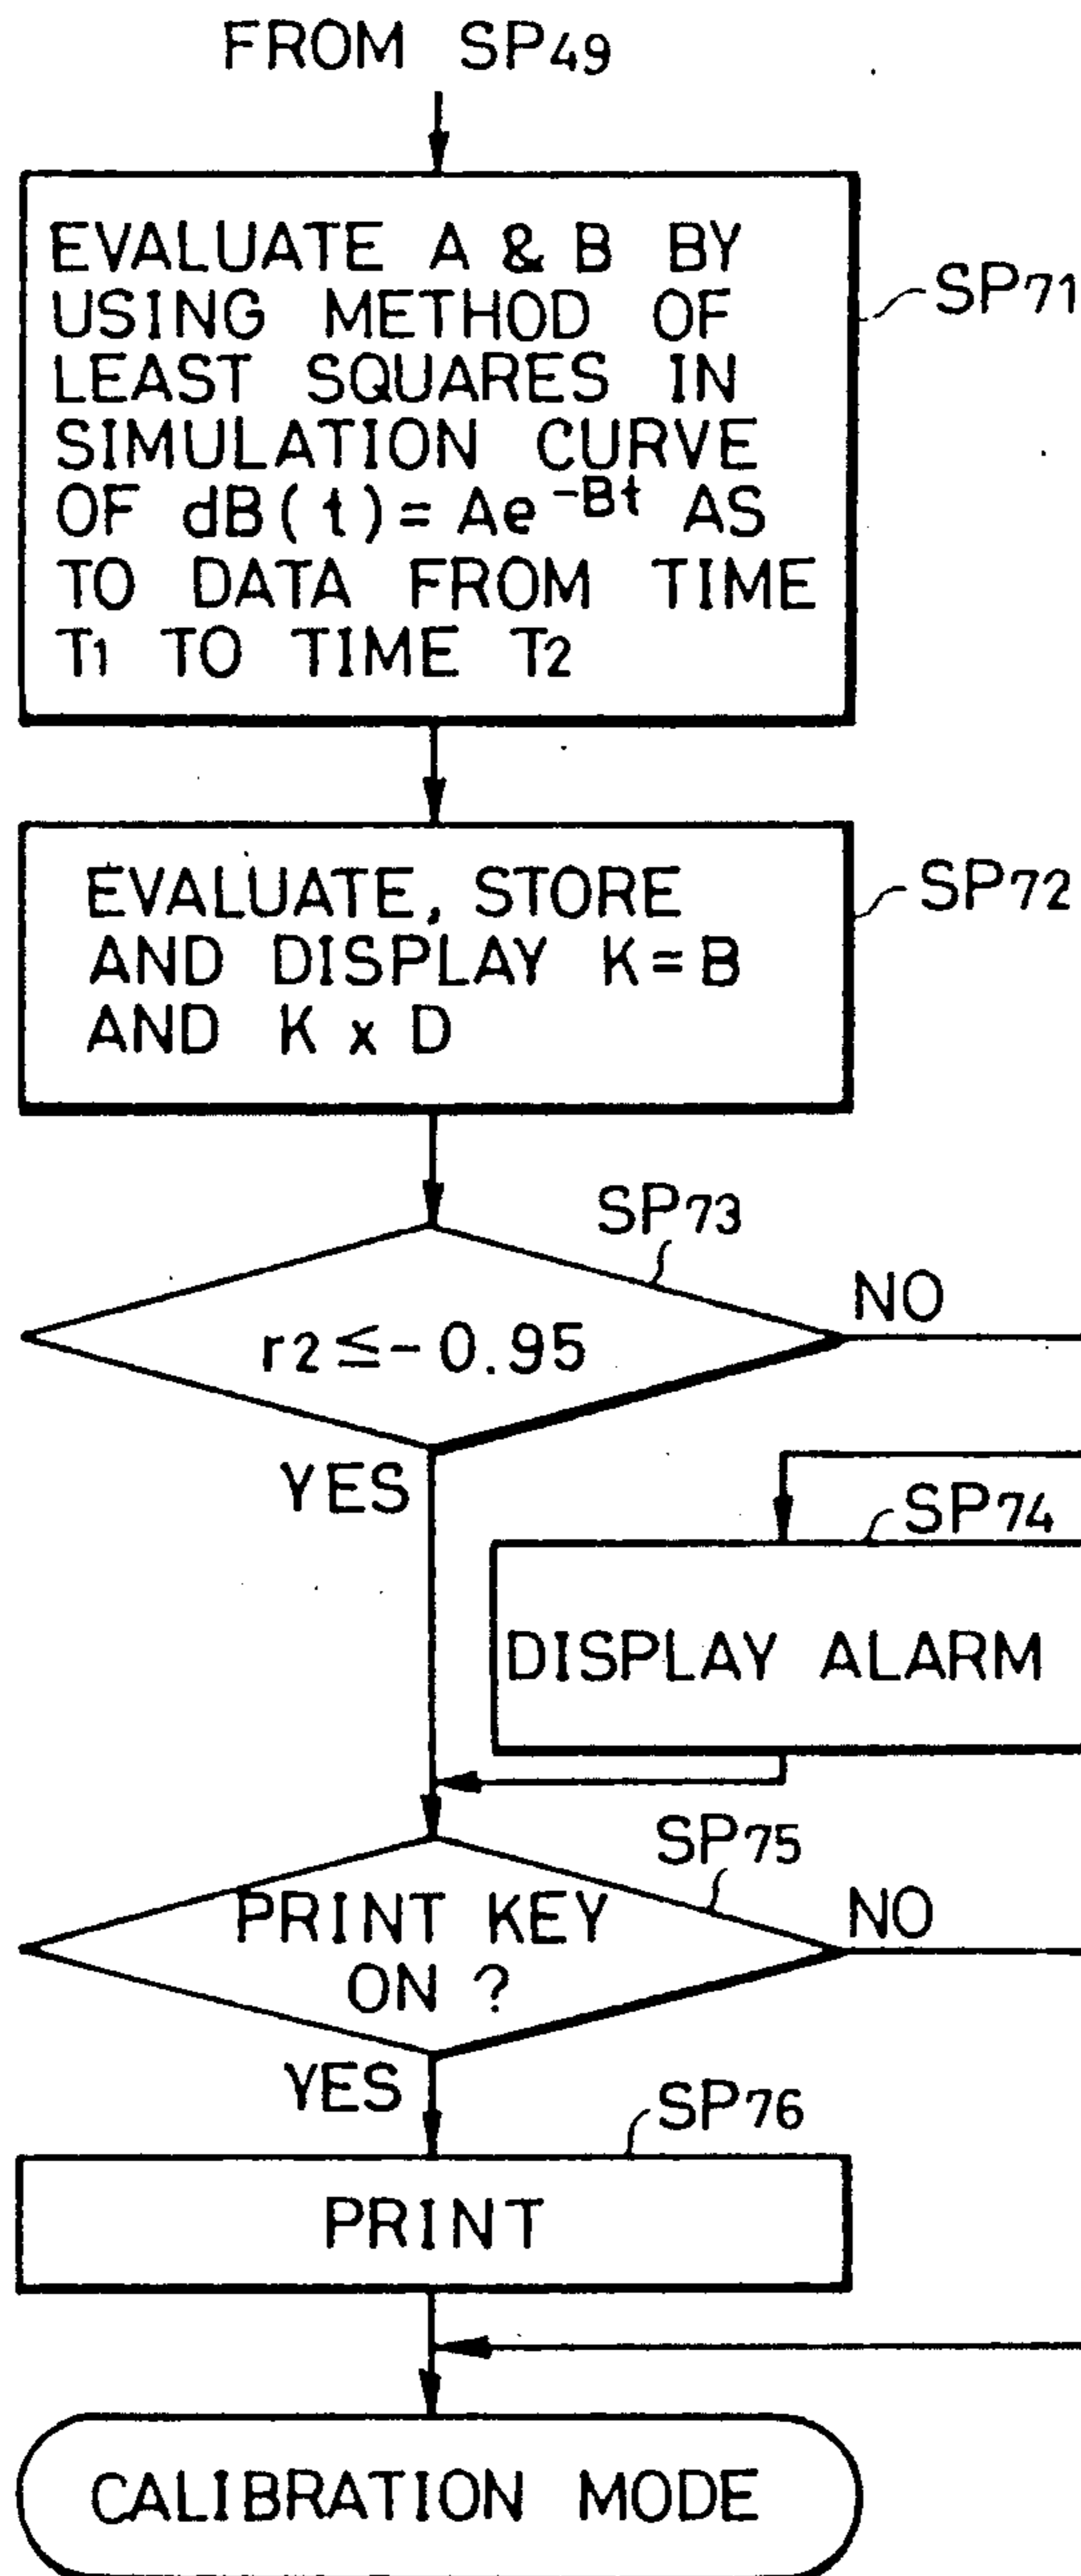 FROM SP49
EVALUATE A & B BY
USING METHOD OF
LEAST SQUARES IN
SIMULATION CURVE
OF dB(t)=Ae^-Bt AS
TO DATA FROM TIME
T1 TO TIME T2
SP71
EVALUATE, STORE
AND DISPLAY K=B
AND K x D
SP72
SP73
r2≦-0.95
NO
YES
SP74
DISPLAY ALARM
SP75
PRINT KEY
ON ?
NO
YES
SP76
PRINT
CALIBRATION MODE